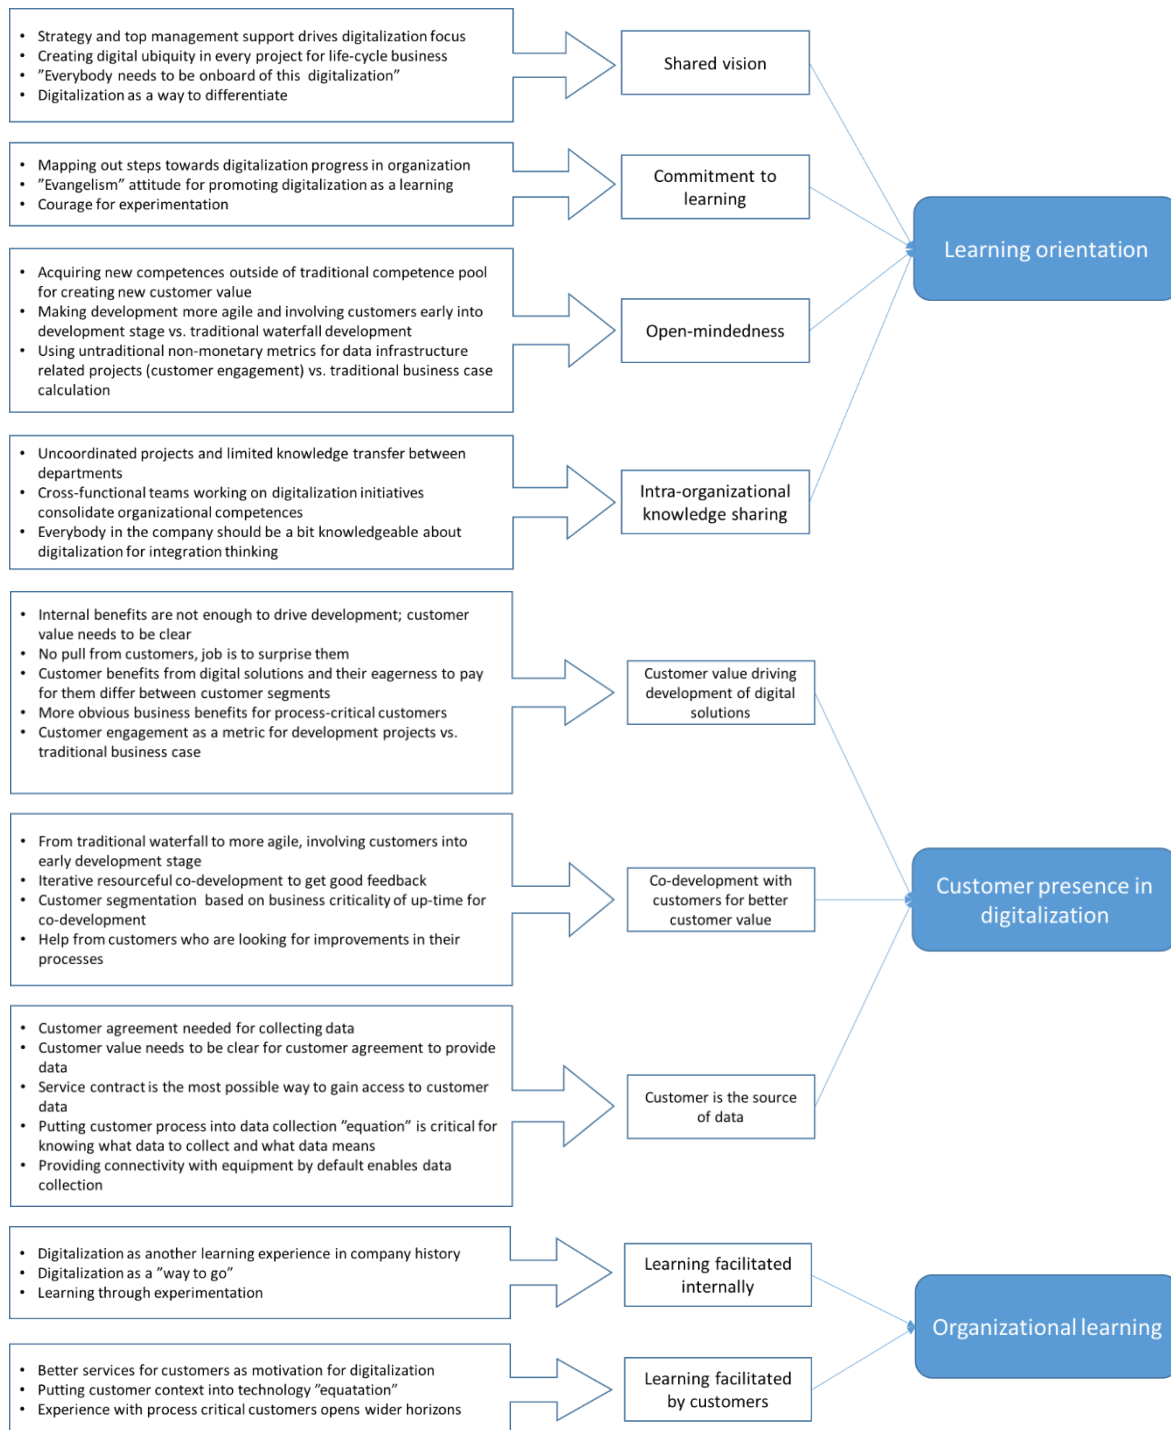 • Strategy and top management support drives digitalization focus
• Creating digital ubiquity in every project for life-cycle business
• ”Everybody needs to be onboard of this digitalization”
• Digitalization as a way to differentiate
Shared vision
• Mapping out steps towards digitalization progress in organization
• ”Evangelism” attitude for promoting digitalization as a learning
• Courage for experimentation
Commitment to
learning
• Acquiring new competences outside of traditional competence pool
for creating new customer value
• Making development more agile and involving customers early into
development stage vs. traditional waterfall development
• Using untraditional non-monetary metrics for data infrastructure
related projects (customer engagement) vs. traditional business case
calculation
Open-mindedness
• Uncoordinated projects and limited knowledge transfer between
departments
• Cross-functional teams working on digitalization initiatives
consolidate organizational competences
• Everybody in the company should be a bit knowledgeable about
digitalization for integration thinking
Intra-organizational
knowledge sharing
Learning orientation
• Internal benefits are not enough to drive development; customer
value needs to be clear
• No pull from customers, job is to surprise them
• Customer benefits from digital solutions and their eagerness to pay
for them differ between customer segments
• More obvious business benefits for process-critical customers
• Customer engagement as a metric for development projects vs.
traditional business case
Customer value driving
development of digital
solutions
• From traditional waterfall to more agile, involving customers into
early development stage
• Iterative resourceful co-development to get good feedback
• Customer segmentation based on business criticality of up-time for
co-development
• Help from customers who are looking for improvements in their
processes
Co-development with
customers for better
customer value
• Customer agreement needed for collecting data
• Customer value needs to be clear for customer agreement to provide
data
• Service contract is the most possible way to gain access to customer
data
• Putting customer process into data collection ”equation” is critical for
knowing what data to collect and what data means
• Providing connectivity with equipment by default enables data
collection
Customer is the source
of data
Customer presence in
digitalization
• Digitalization as another learning experience in company history
• Digitalization as a ”way to go”
• Learning through experimentation
Learning facilitated
internally
• Better services for customers as motivation for digitalization
• Putting customer context into technology ”equatation”
• Experience with process critical customers opens wider horizons
Learning facilitated
by customers
Organizational learning